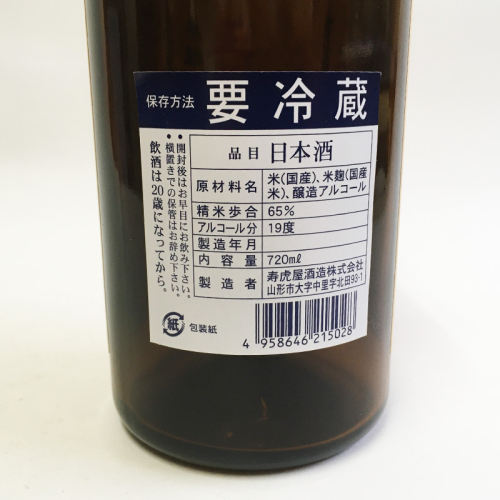 保存方法 要冷蔵
品目 日本酒
原材料名 米(国産)、米麹(国産
米)、醸造アルコール
精米歩合 65%
アルコール分 19度
製造年月
内容量 720mℓ
製造者 寿虎屋酒造株式会社
山形市大字中里字北田93-1
•開封後はお早目にお飲み下さい。
•横置きでの保管はお辞め下さい。
飲酒は20歳になってから。
紙 包装紙
4 958646 215028